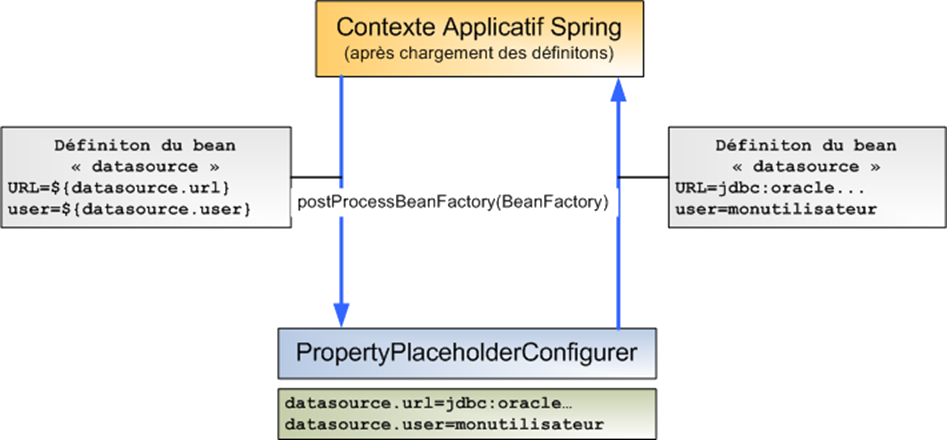 Contexte Applicatif Spring
(après chargement des définitons)
Définiton du bean
« datasource »
URL=${datasource.url}
user=${datasource.user}
postProcessBeanFactory(BeanFactory)
Définiton du bean
« datasource »
URL=jdbc:oracle...
user=monutilisateur
PropertyPlaceholderConfigurer
datasource.url=jdbc:oracle…
datasource.user=monutilisateur